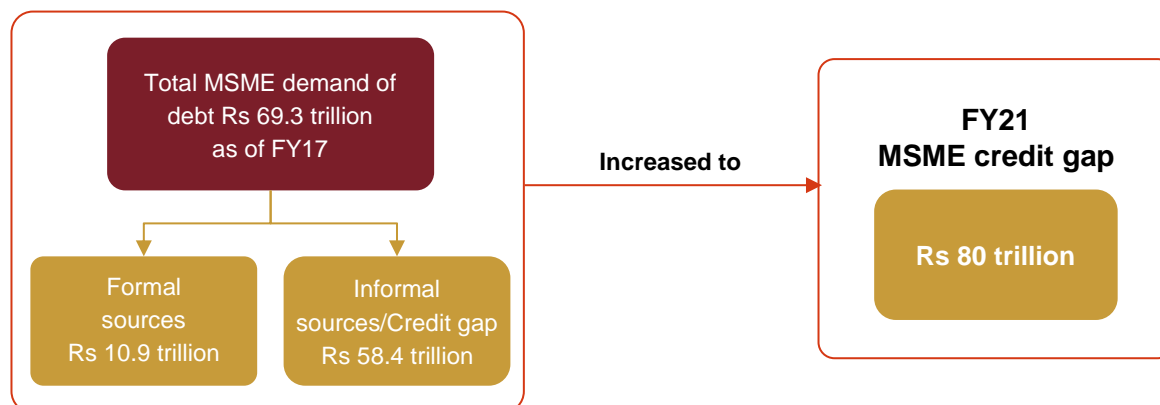 Total MSME demand of
debt Rs 69.3 trillion
as of FY17
Formal
sources
Rs 10.9 trillion
Informal
sources/Credit gap
Rs 58.4 trillion
Increased to
FY21
MSME credit gap
Rs 80 trillion